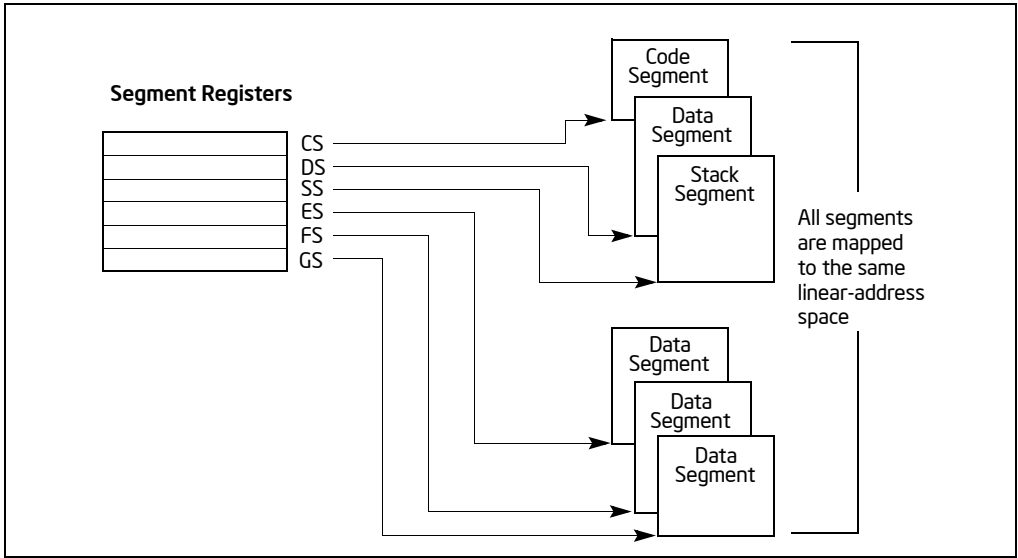 Segment Registers
CS
DS
SS
ES
FS
GS
Code
Segment
Data
Segment
Stack
Segment
Data
Segment
Data
Segment
Data
Segment
All segments
are mapped
to the same
linear-address
space